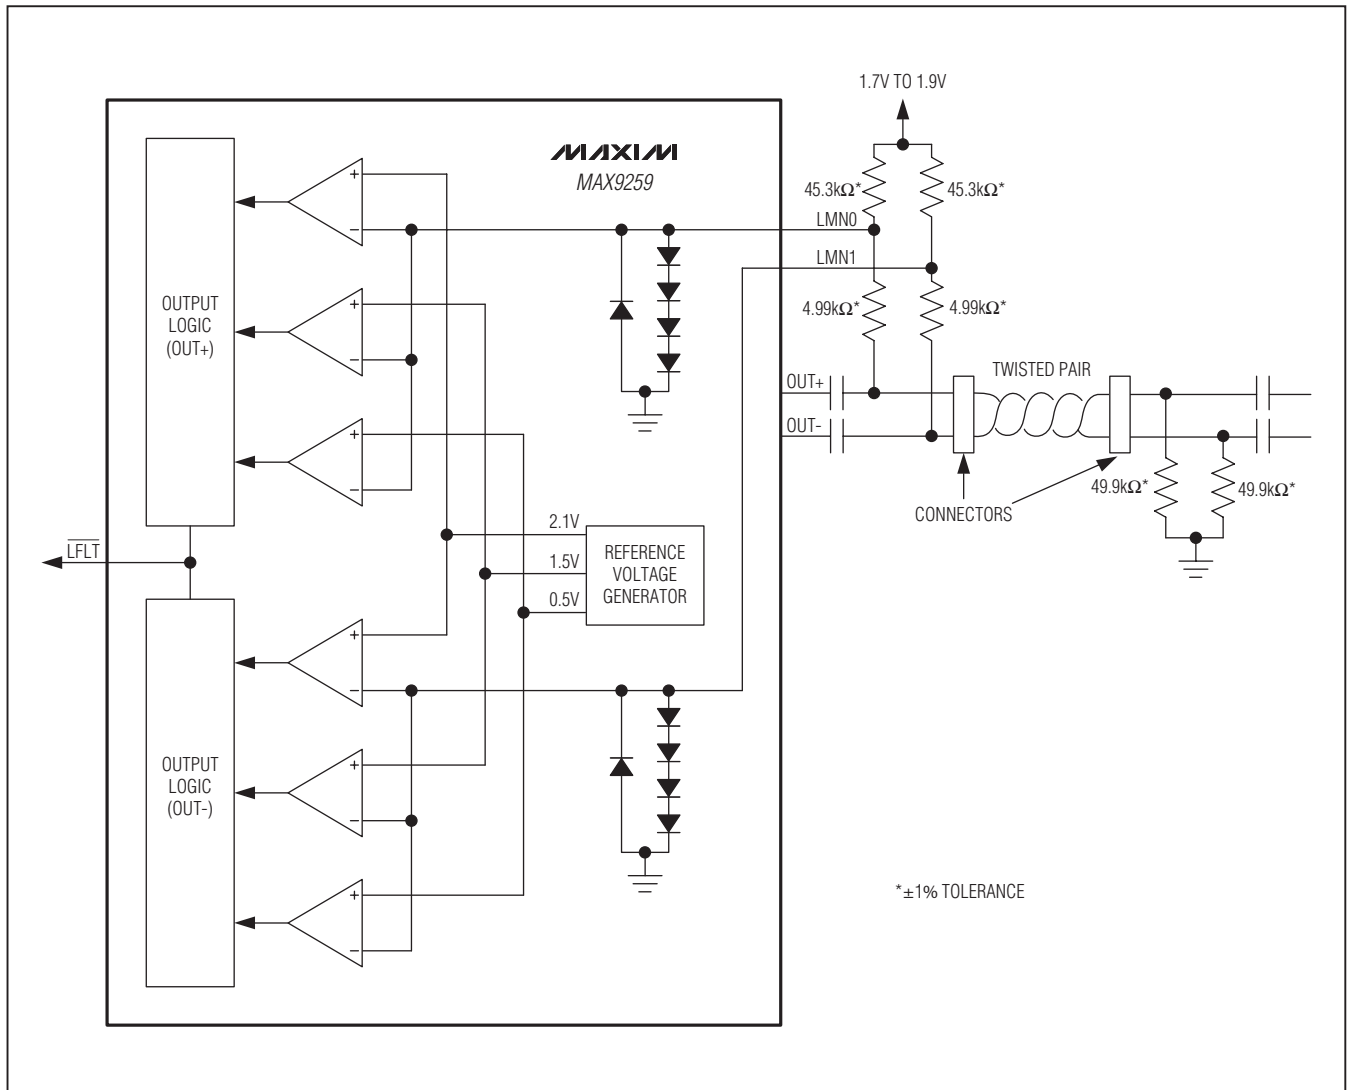 1.7V TO 1.9V
MAXIM
MAX9259
45.3kΩ*
45.3kΩ*
LMN0
LMN1
4.99kΩ*
4.99kΩ*
OUTPUT
LOGIC
(OUT+)
+
−
+
−
+
−
OUT+
OUT-
TWISTED PAIR
CONNECTORS
49.9kΩ*
49.9kΩ*
LFLT
2.1V
1.5V
0.5V
REFERENCE
VOLTAGE
GENERATOR
OUTPUT
LOGIC
(OUT-)
+
−
+
−
+
−
*±1% TOLERANCE